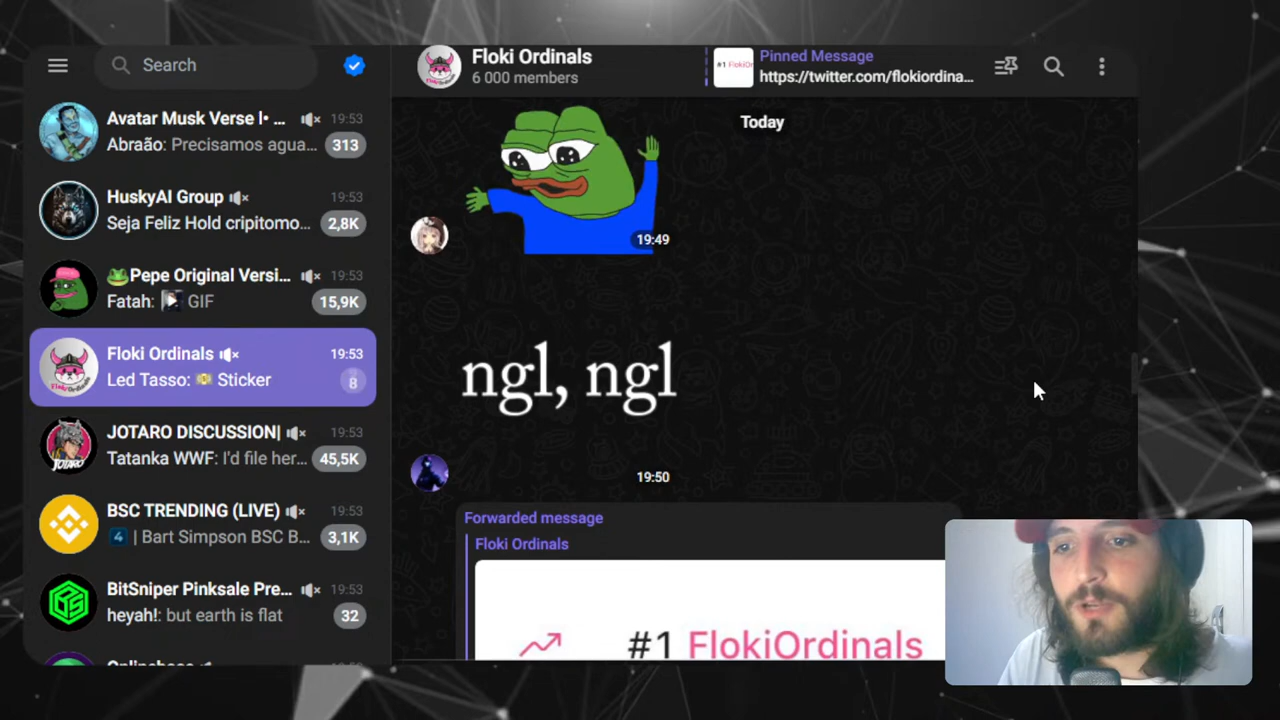 Search
Avatar Musk Verse l• ...
19:53
Abraão: Precisamos agua...
313
HuskyAI Group
19:53
Seja Feliz Hold cripitomo...
2,8K
🐸Pepe Original Versi...
19:53
Fatah: GIF
15,9K
Floki Ordinals
19:53
Led Tasso: 💴 Sticker
8
JOTARO DISCUSSION|
19:53
Tatanka WWF: I'd file her...
45,5K
BSC TRENDING (LIVE)
19:53
4 | Bart Simpson BSC B...
3,1K
BitSniper Pinksale Pre...
19:53
heyah!: but earth is flat
32
Floki Ordinals
6 000 members
Pinned Message
https://twitter.com/flokiordina...
Today
19:49
ngl, ngl
19:50
Forwarded message
Floki Ordinals
#1 FlokiOrdinals